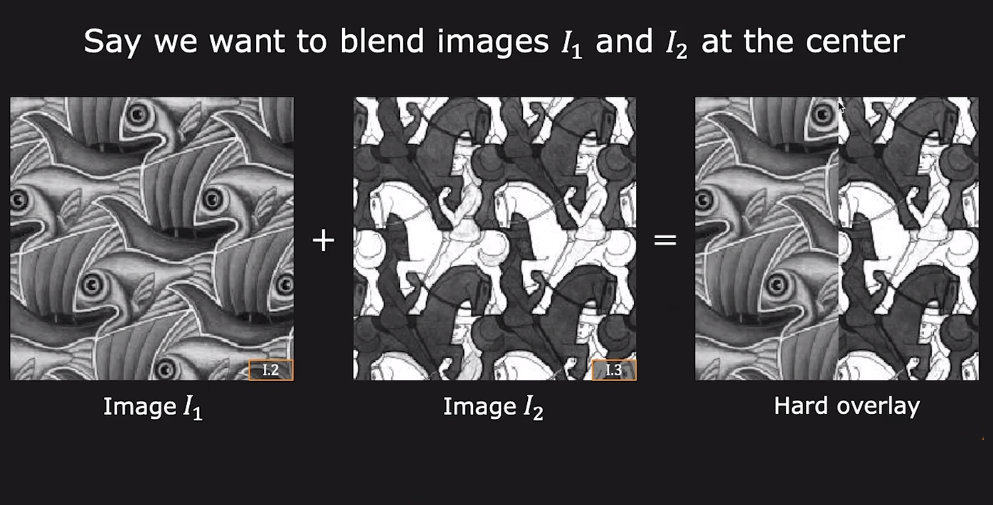 Say we want to blend images I₁ and I₂ at the center
+
=
I.2
I.3
Image I₁
Image I₂
Hard overlay